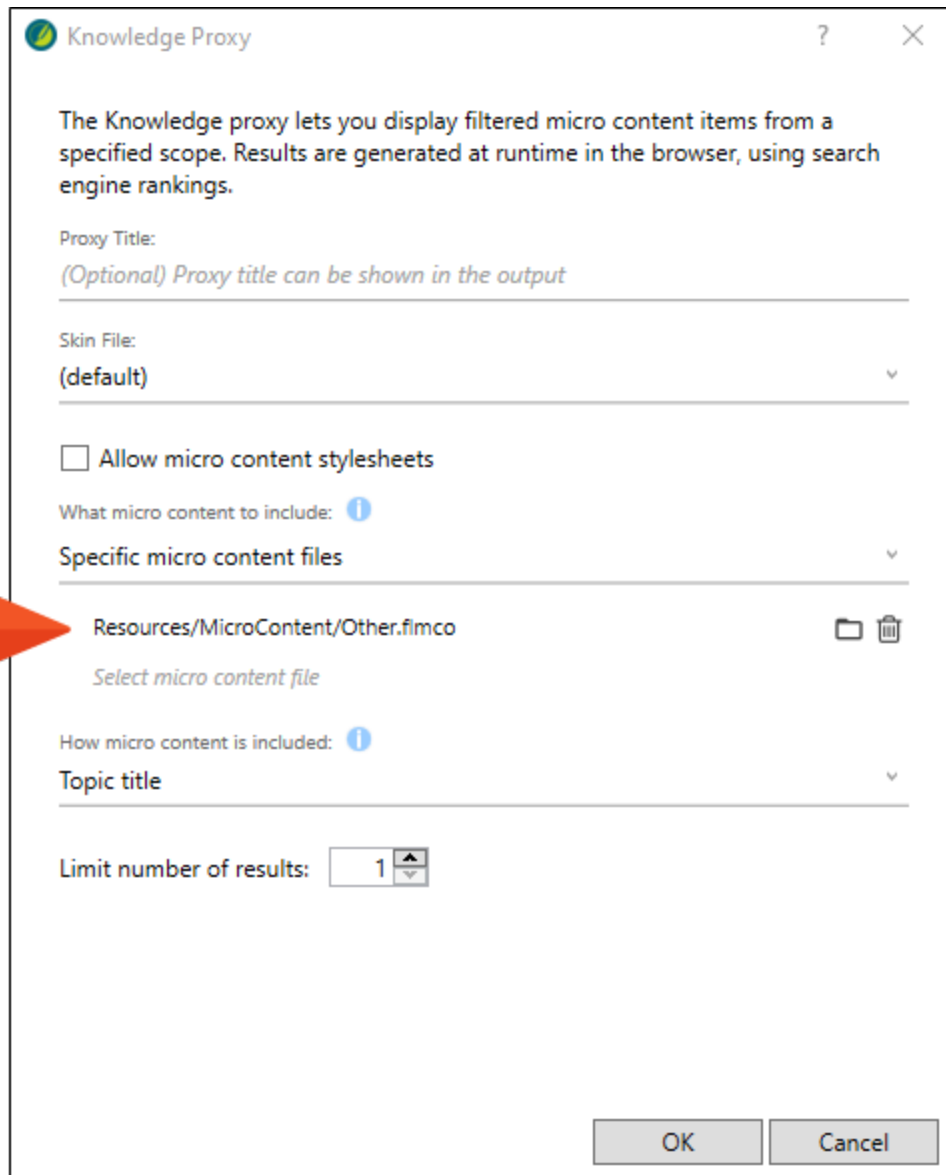 Knowledge Proxy
?
The Knowledge proxy lets you display filtered micro content items from a
specified scope. Results are generated at runtime in the browser, using search
engine rankings.
Proxy Title:
(Optional) Proxy title can be shown in the output
Skin File:
(default)
Allow micro content stylesheets
What micro content to include:
Specific micro content files
Resources/MicroContent/Other.flmco
Select micro content file
How micro content is included:
Topic title
Limit number of results: 1
OK Cancel